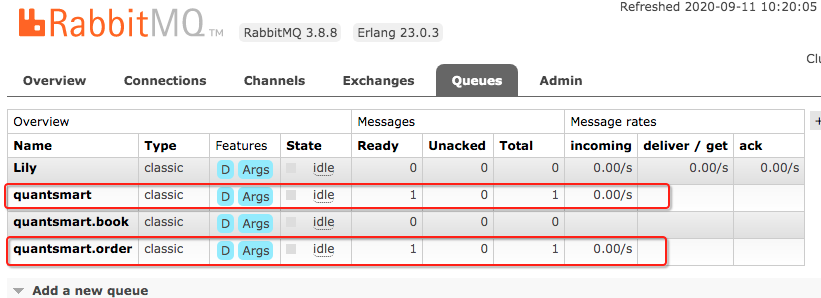 Refreshed 2020-09-11 10:20:05
RabbitMQ TM RabbitMQ 3.8.8 Erlang 23.0.3
Overview Connections Channels Exchanges Queues Admin
Overview Messages Message rates +
Name Type Features State Ready Unacked Total incoming deliver / get ack
Lily classic D Args idle 0 0 0 0.00/s 0.00/s 0.00/s
quantsmart classic D Args idle 1 0 1 0.00/s
quantsmart.book classic D Args idle 0 0 0
quantsmart.order classic D Args idle 1 0 1 0.00/s
Add a new queue